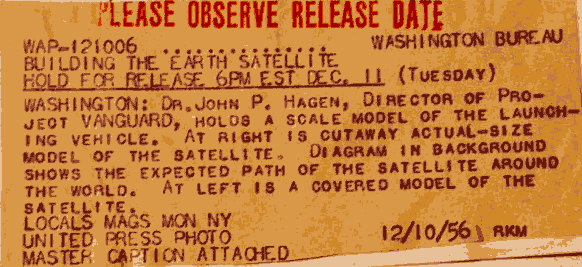 PLEASE OBSERVE RELEASE DATE
WAP-121006 ............... WASHINGTON BUREAU
BUILDING THE EARTH SATELLITE
HOLD FOR RELEASE 6PM EST DEC. 11 (TUESDAY)
WASHINGTON: DR.JOHN P. HAGEN, DIRECTOR OF PRO-
JECT VANGUARD, HOLDS A SCALE MODEL OF THE LAUNCH-
ING VEHICLE. AT RIGHT IS CUTAWAY ACTUAL-SIZE
MODEL OF THE SATELLITE. DIAGRAM IN BACKGROUND
SHOWS THE EXPECTED PATH OF THE SATELLITE AROUND
THE WORLD. AT LEFT IS A COVERED MODEL OF THE
SATELLITE.
LOCALS MAGS MON NY
UNITED PRESS PHOTO 12/10/56 RKM
MASTER CAPTION ATTACHED